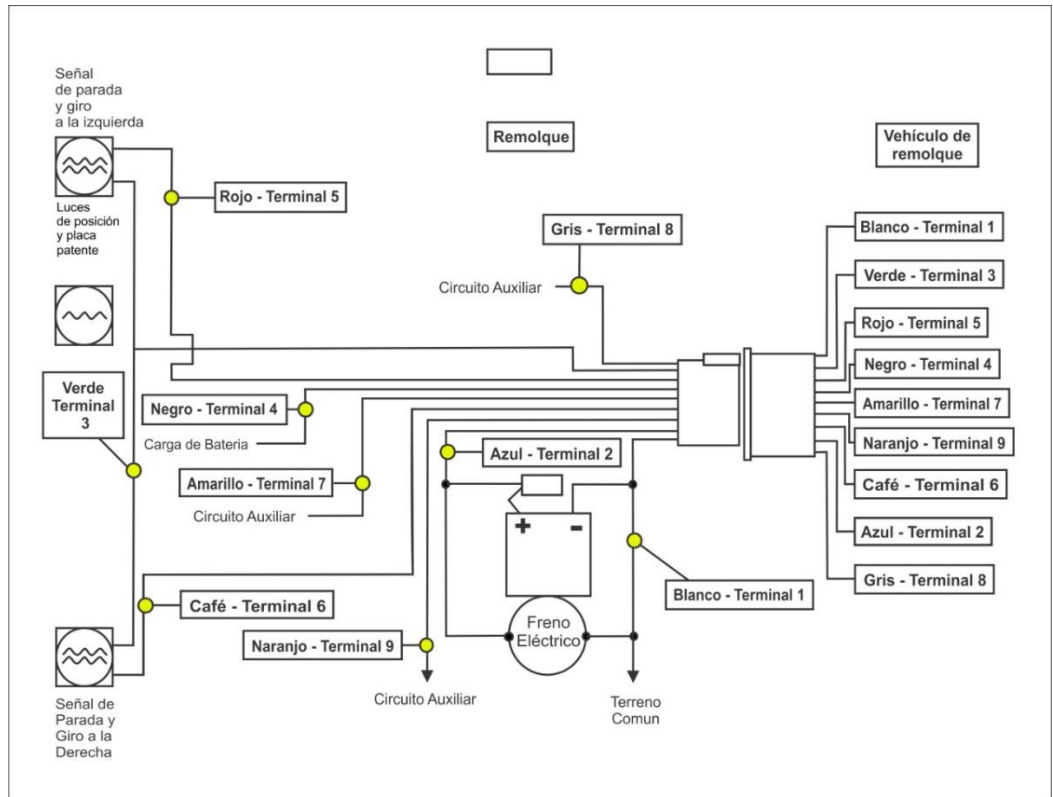 Señal
de parada
y giro
a la izquierda
Luces
de posición
y placa
patente
Rojo - Terminal 5
Verde
Terminal
3
Negro - Terminal 4
Carga de Bateria
Amarillo - Terminal 7
Circuito Auxiliar
Café - Terminal 6
Naranjo - Terminal 9
Circuito Auxiliar
Señal de
Parada y
Giro a la
Derecha
Remolque
Gris - Terminal 8
Circuito Auxiliar
Azul - Terminal 2
+ -
Freno
Eléctrico
Blanco - Terminal 1
Terreno
Comun
Vehículo de
remolque
Blanco - Terminal 1
Verde - Terminal 3
Rojo - Terminal 5
Negro - Terminal 4
Amarillo - Terminal 7
Naranjo - Terminal 9
Café - Terminal 6
Azul - Terminal 2
Gris - Terminal 8